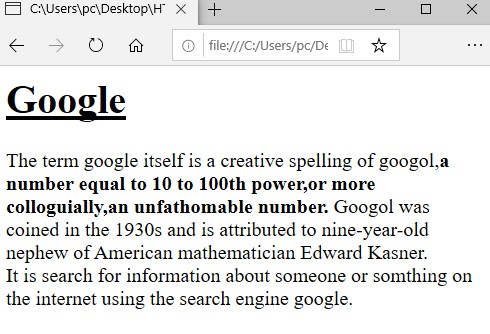 C:\Users\pc\Desktop\HT
file:///C:/Users/pc/De
Google
The term google itself is a creative spelling of googol,a
number equal to 10 to 100th power,or more
colloguially,an unfathomable number. Googol was
coined in the 1930s and is attributed to nine-year-old
nephew of American mathematician Edward Kasner.
It is search for information about someone or somthing on
the internet using the search engine google.